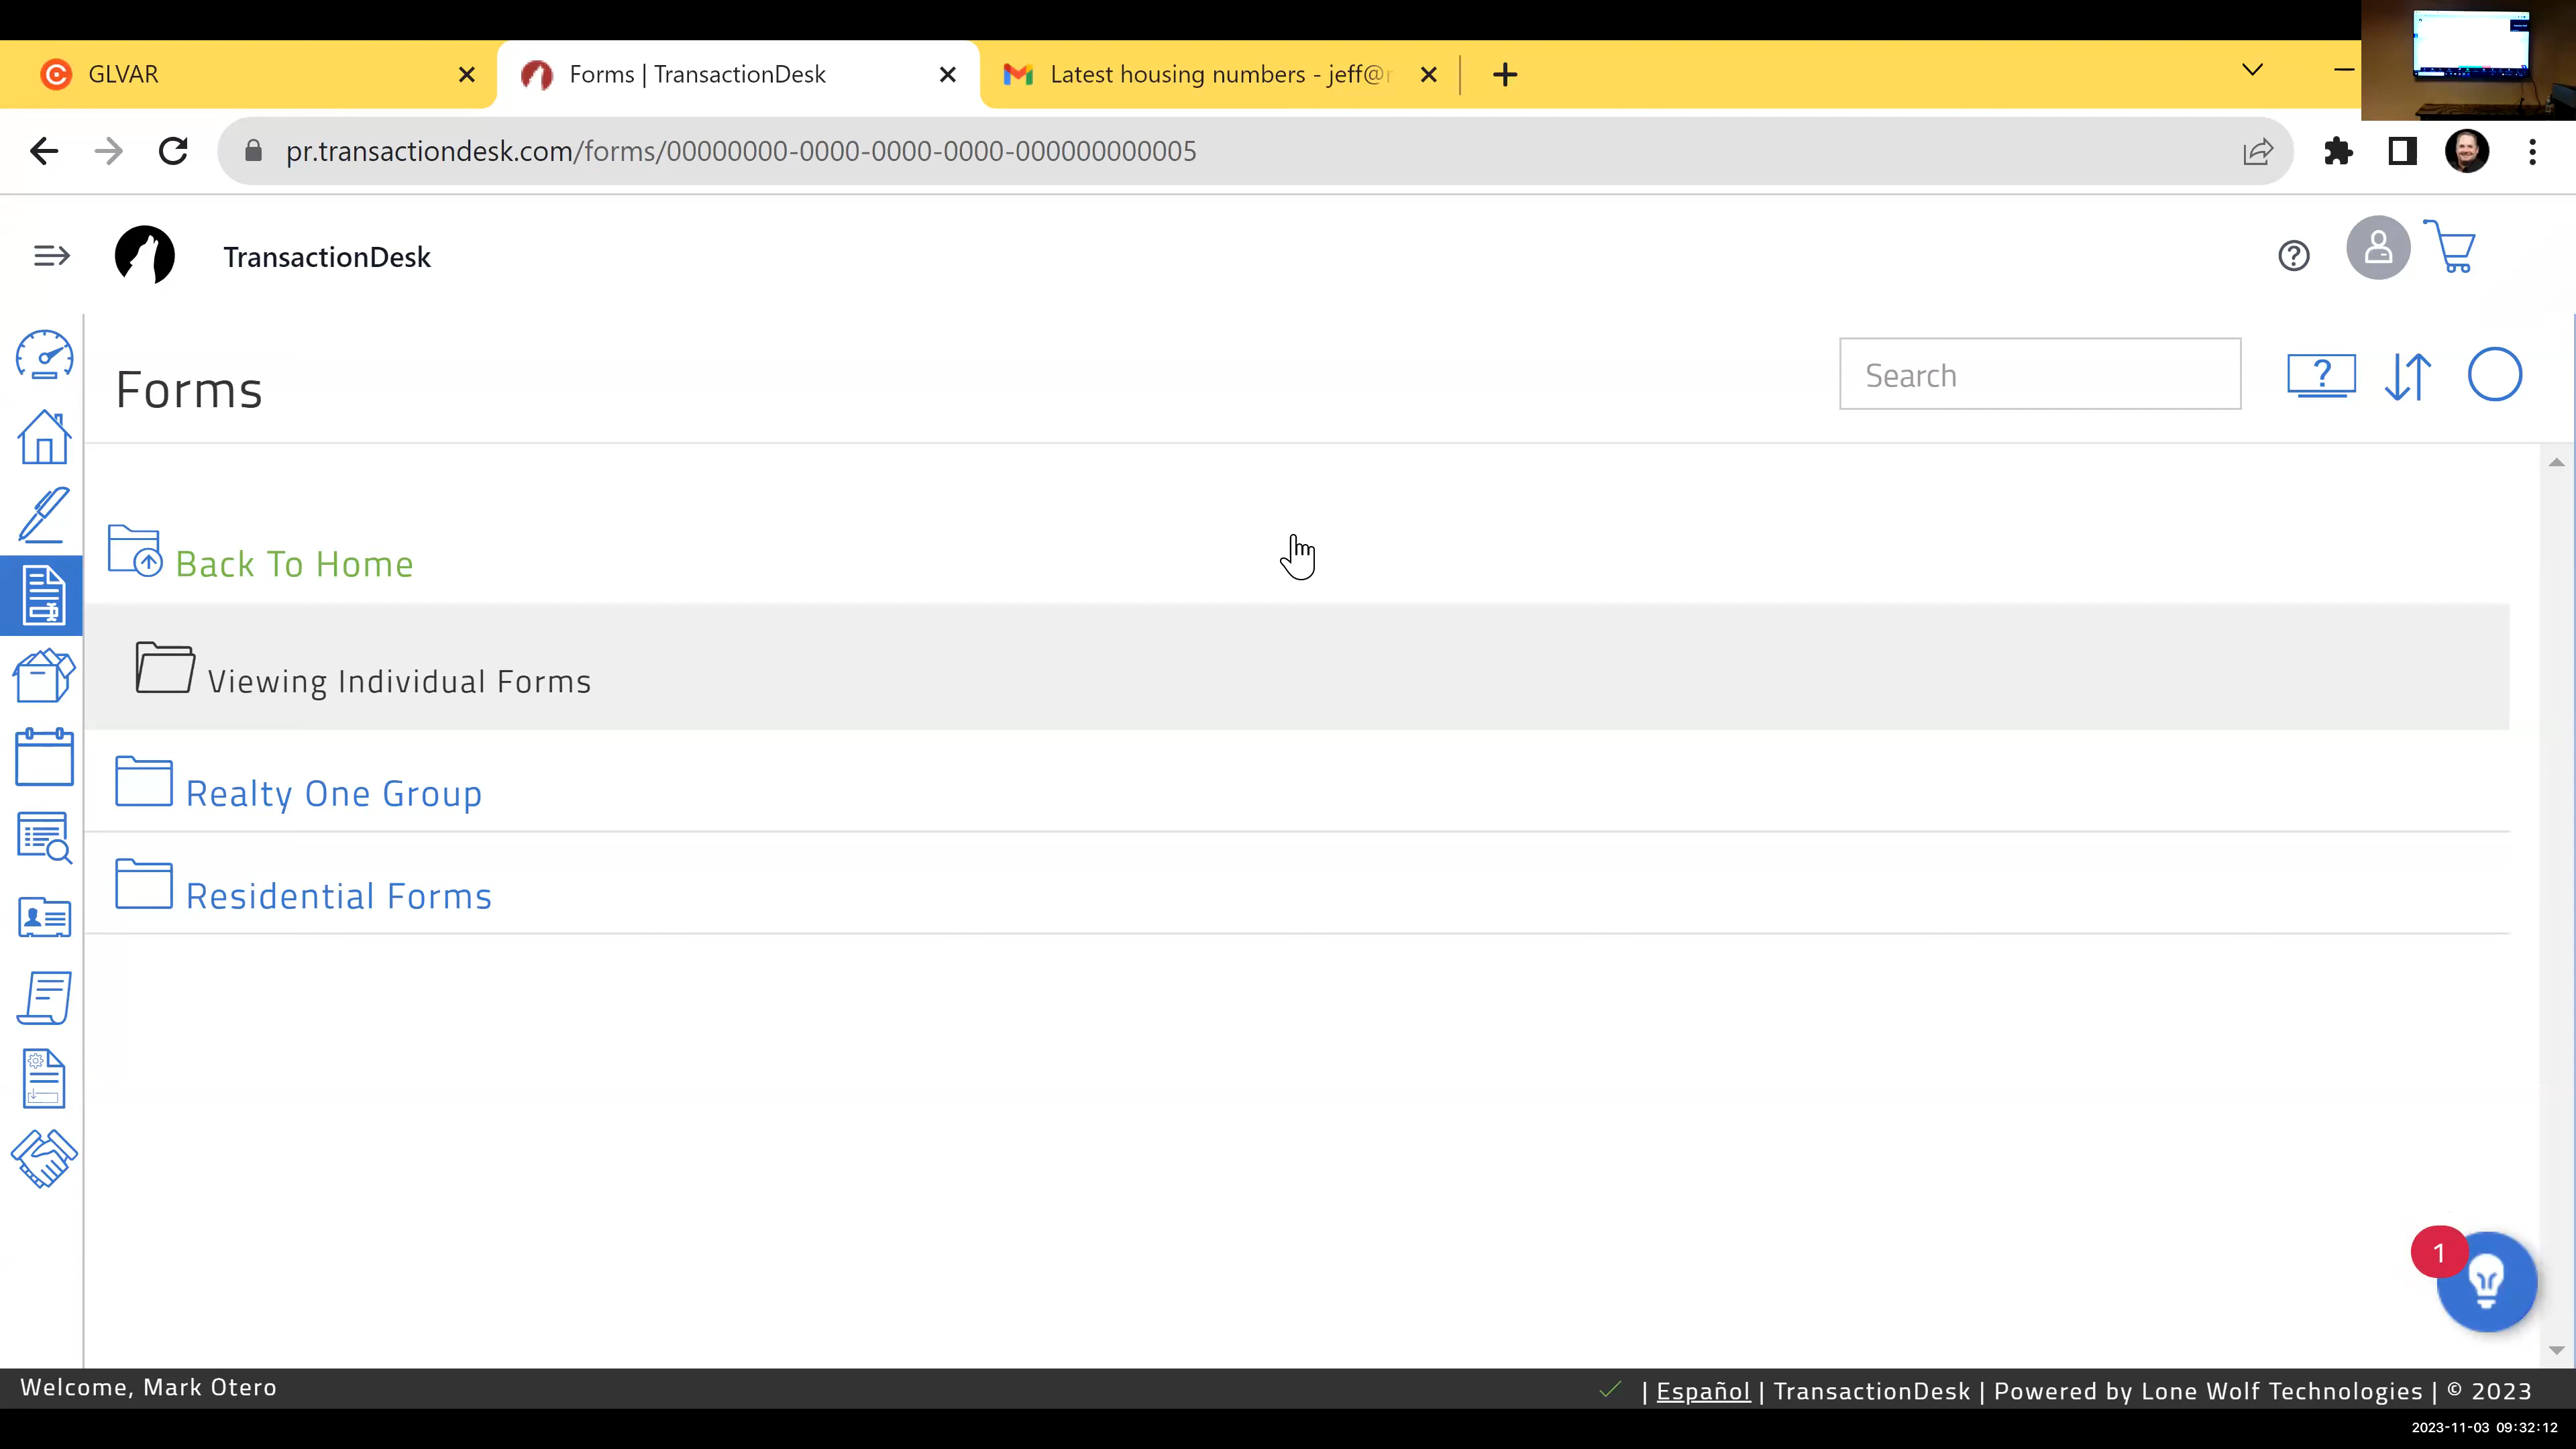 GLVAR
Forms | TransactionDesk
Latest housing numbers - jeff@
pr.transactiondesk.com/forms/00000000-0000-0000-0000-000000000005
TransactionDesk
Forms
Search
Back To Home
Viewing Individual Forms
Realty One Group
Residential Forms
1
Welcome, Mark Otero
| Español | TransactionDesk | Powered by Lone Wolf Technologies | © 2023
2023-11-03 09:32:12